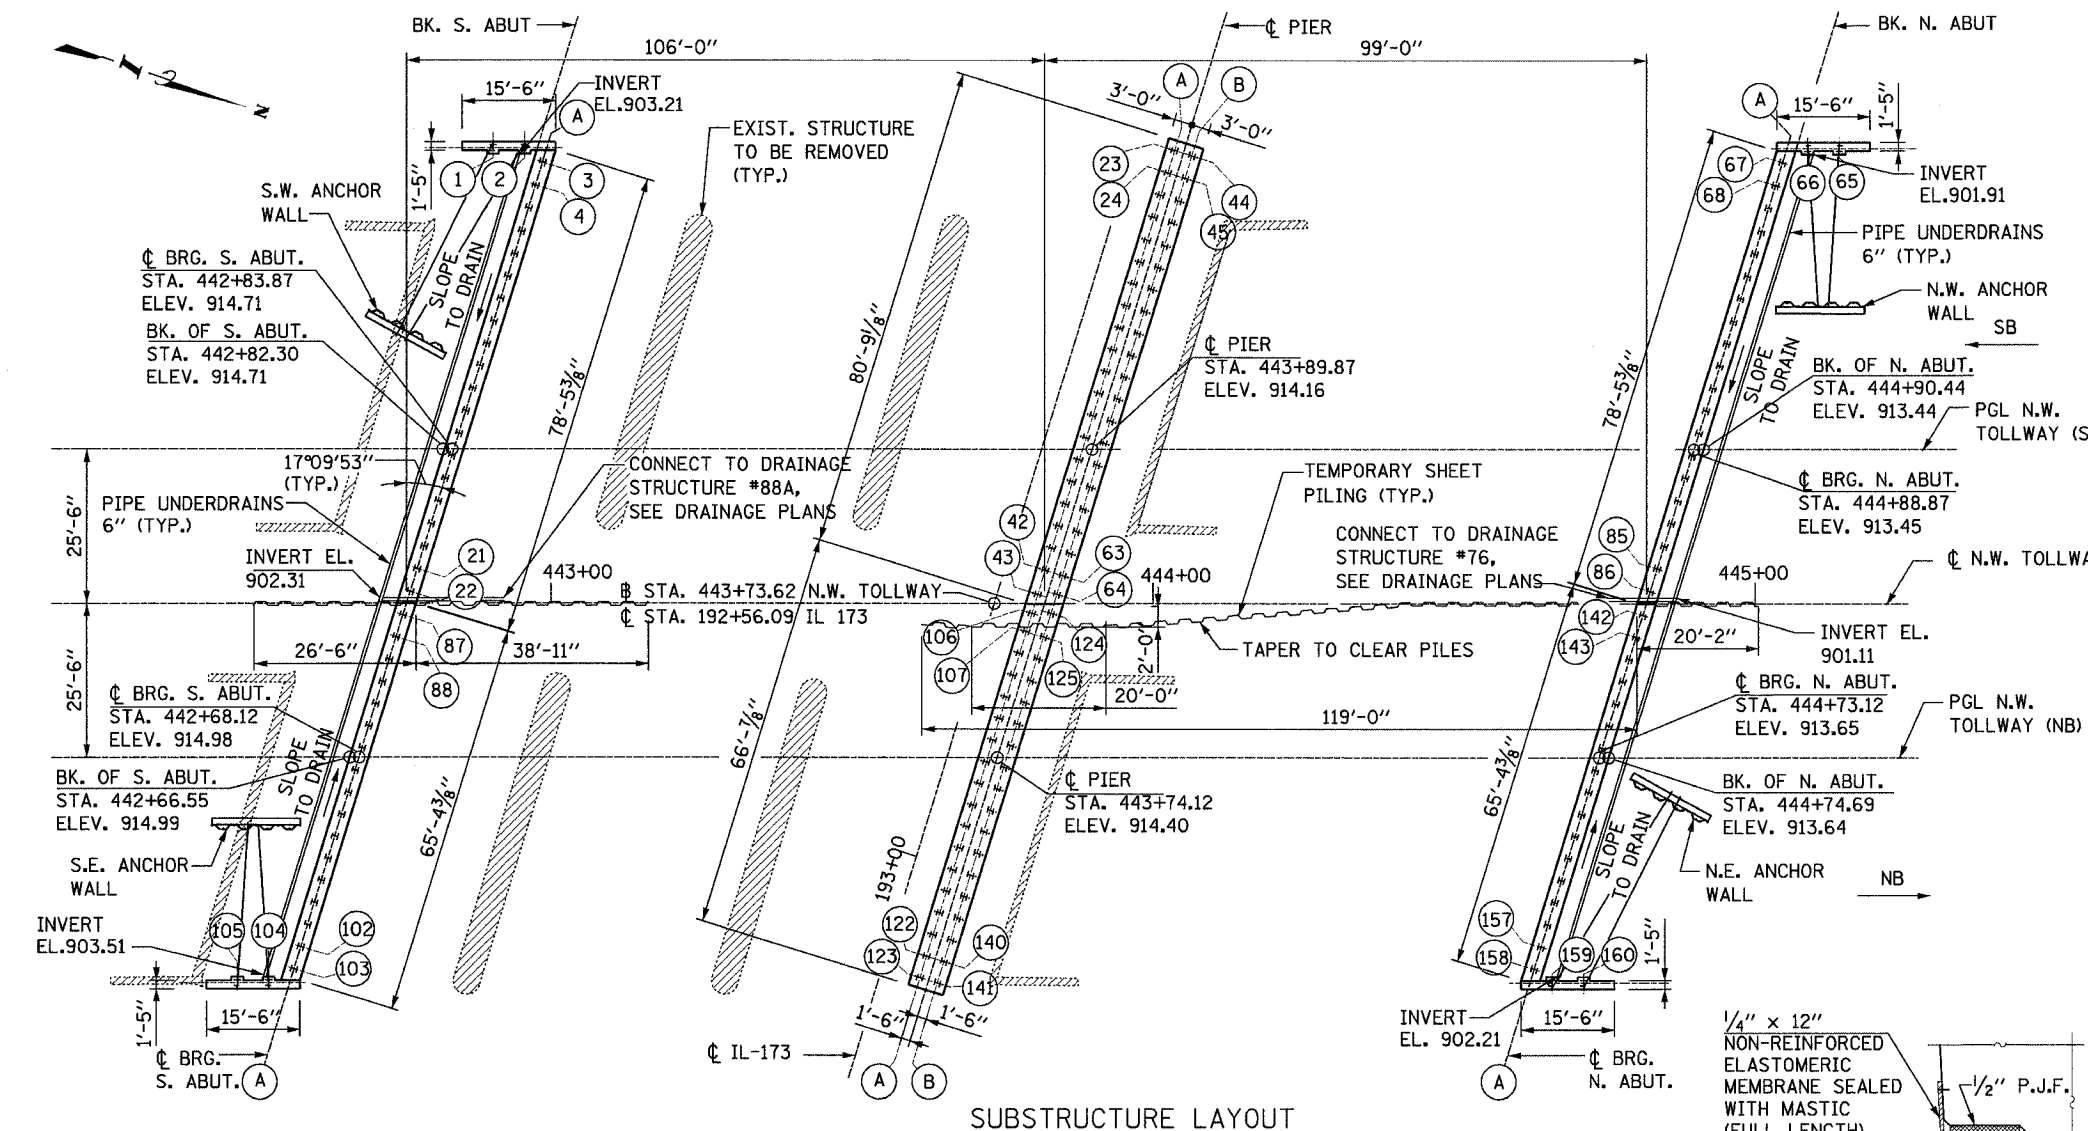 BK. S. ABUT
℄ PIER
BK. N. ABUT
106'-0"
99'-0"
N
15'-6"
INVERT
EL.903.21
A
1'-5"
1
2
3
4
EXIST. STRUCTURE
TO BE REMOVED
(TYP.)
S.W. ANCHOR
WALL
℄ BRG. S. ABUT.
STA. 442+83.87
ELEV. 914.71
BK. OF S. ABUT.
STA. 442+82.30
ELEV. 914.71
SLOPE
TO DRAIN
78'-5⅜"
17°09'53"
(TYP.)
PIPE UNDERDRAINS
6" (TYP.)
INVERT EL.
902.31
25'-6"
25'-6"
CONNECT TO DRAINAGE
STRUCTURE #88A,
SEE DRAINAGE PLANS
21
22
443+00
26'-6"
38'-11"
87
88
℄ BRG. S. ABUT.
STA. 442+68.12
ELEV. 914.98
BK. OF S. ABUT.
STA. 442+66.55
ELEV. 914.99
SLOPE
TO DRAIN
65'-4⅜"
S.E. ANCHOR
WALL
INVERT
EL.903.51
105
104
102
103
1'-5"
15'-6"
℄ BRG.
S. ABUT.
A
3'-0"
A
B
3'-0"
23
24
44
45
80'-9⅛"
℄ PIER
STA. 443+89.87
ELEV. 914.16
42
43
63
64
444+00
TEMPORARY SHEET
PILING (TYP.)
B STA. 443+73.62 N.W. TOLLWAY
℄ STA. 192+56.09 IL 173
106
107
124
125
2'-0"
TAPER TO CLEAR PILES
20'-0"
119'-0"
66'-⅞"
℄ PIER
STA. 443+74.12
ELEV. 914.40
193+00
122
123
140
141
1'-6"
1'-6"
℄ IL-173
A
B
A
15'-6"
1'-5"
67
68
66
65
INVERT
EL.901.91
PIPE UNDERDRAINS
6" (TYP.)
N.W. ANCHOR
WALL
SB
SLOPE
TO DRAIN
78'-5⅜"
BK. OF N. ABUT.
STA. 444+90.44
ELEV. 913.44
PGL N.W.
TOLLWAY (S
℄ BRG. N. ABUT.
STA. 444+88.87
ELEV. 913.45
CONNECT TO DRAINAGE
STRUCTURE #76,
SEE DRAINAGE PLANS
85
86
445+00
℄ N.W. TOLLWA
142
143
20'-2"
INVERT EL.
901.11
℄ BRG. N. ABUT.
STA. 444+73.12
ELEV. 913.65
PGL N.W.
TOLLWAY (NB)
BK. OF N. ABUT.
STA. 444+74.69
ELEV. 913.64
65'-4⅜"
SLOPE
TO DRAIN
N.E. ANCHOR
WALL
NB
157
158
159
160
1'-5"
INVERT
EL. 902.21
15'-6"
℄ BRG.
N. ABUT.
A
¼" x 12"
NON-REINFORCED
ELASTOMERIC
MEMBRANE SEALED
WITH MASTIC
(FULL LENGTH)
½" P.J.F.
SUBSTRUCTURE LAYOUT